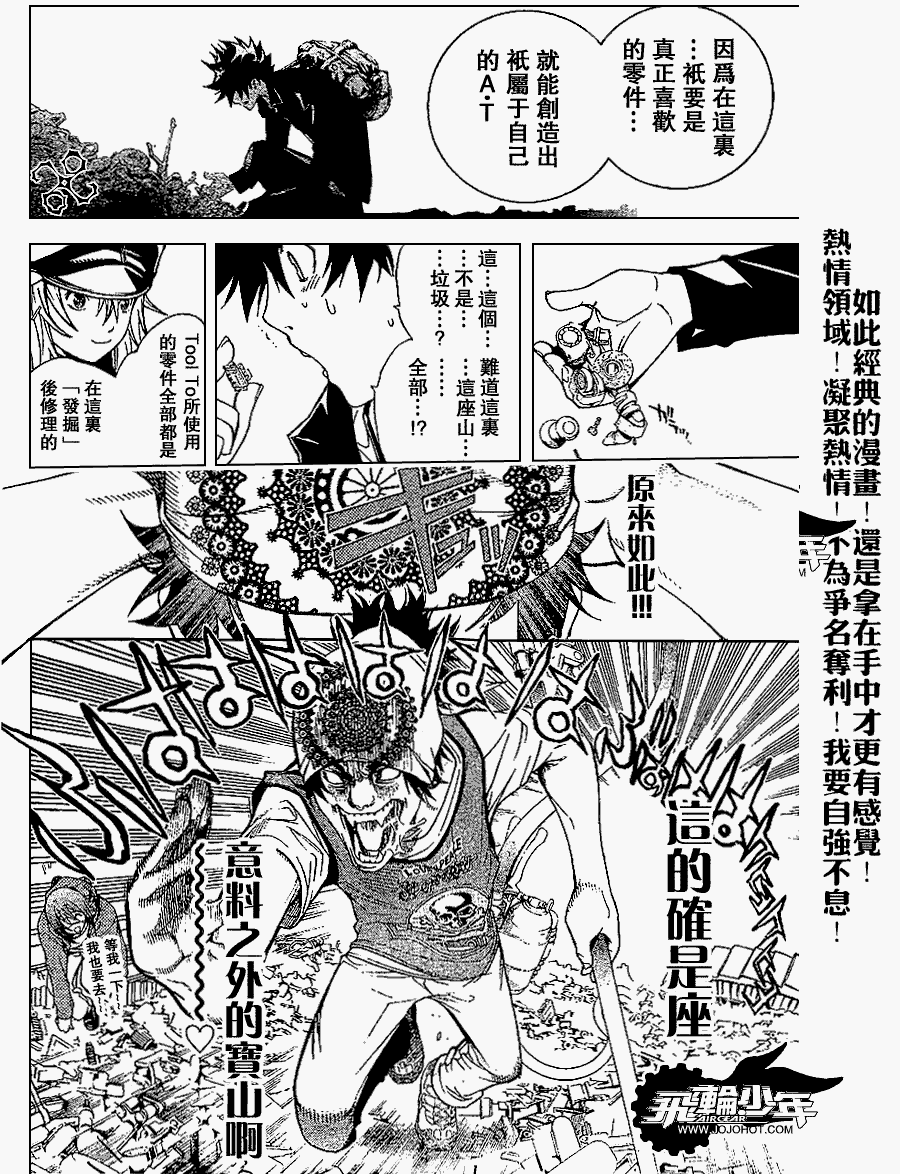 因爲在這裏
…衹要是
真正喜歡
的零件…
就能創造出
衹屬于自己
的A·T
這…這個…
…不是…
…垃圾…?
難道這裏
…這座山…
……
全部…!?
Tool To所使用
的零件全部都是
在這裏
「發掘」
後修理的
原來如此!!!
這的確是座
意料之外的寶山啊
等我一下…
我也要去…
如此經典的漫畫!還是拿在手中才更有感覺!
熱情領域!凝聚熱情!不為爭名奪利!我要自強不息!
飛輪少年
AIRGEAR
WWW.JOJOHOT.COM